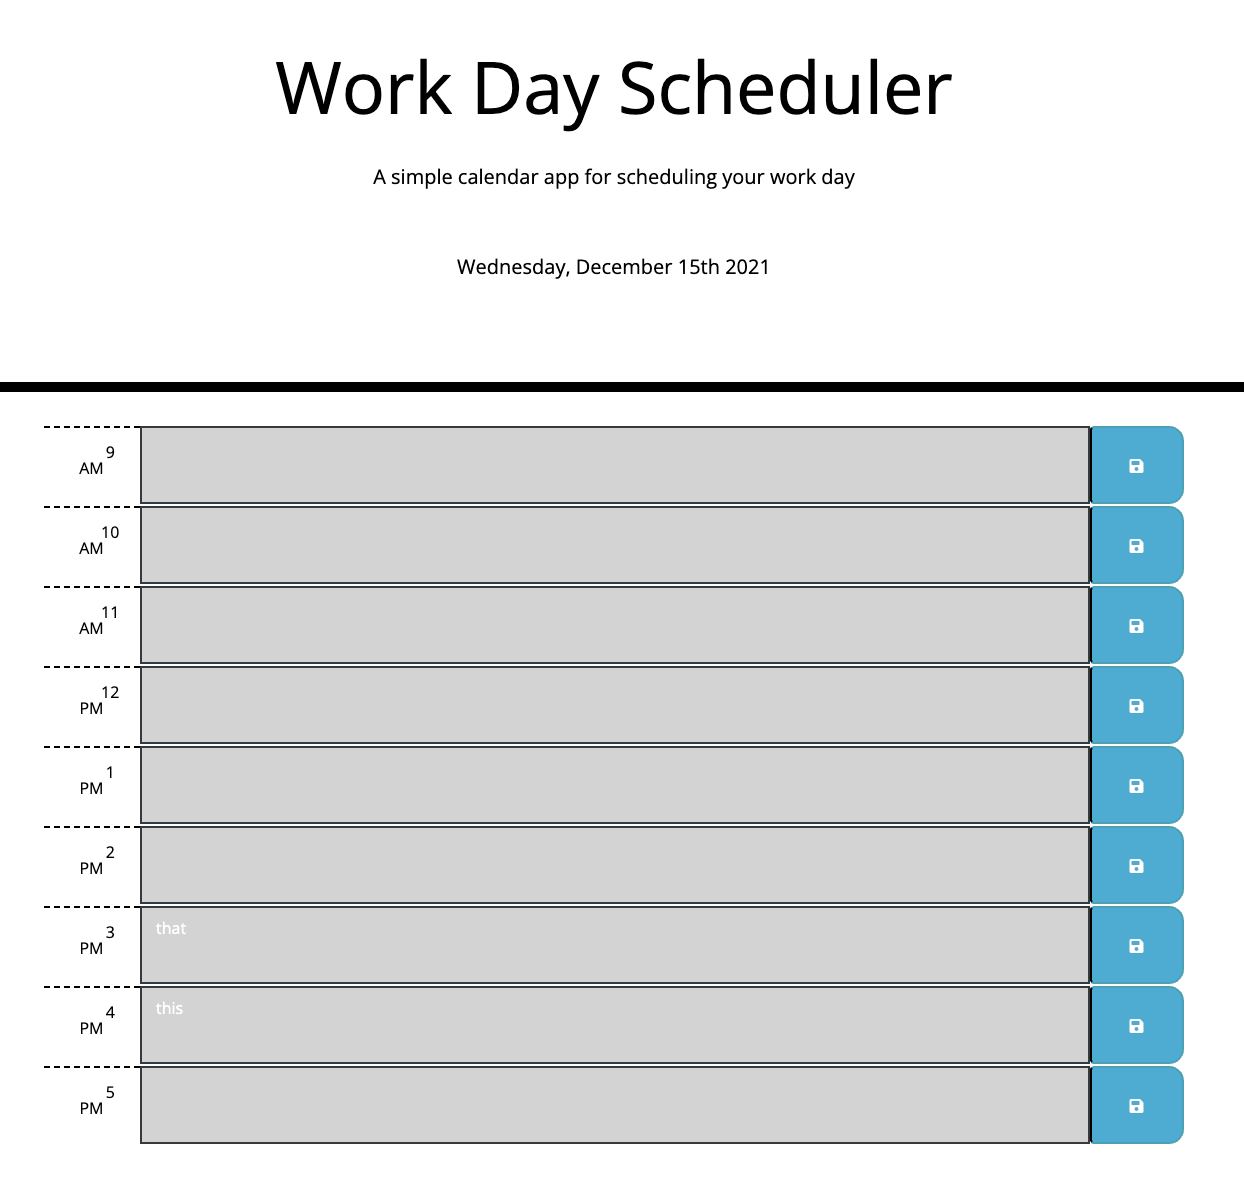 Work Day Scheduler
A simple calendar app for scheduling your work day
Wednesday, December 15th 2021
9
AM
10
AM
11
AM
12
PM
1
PM
2
PM
3
PM
that
4
PM
this
5
PM